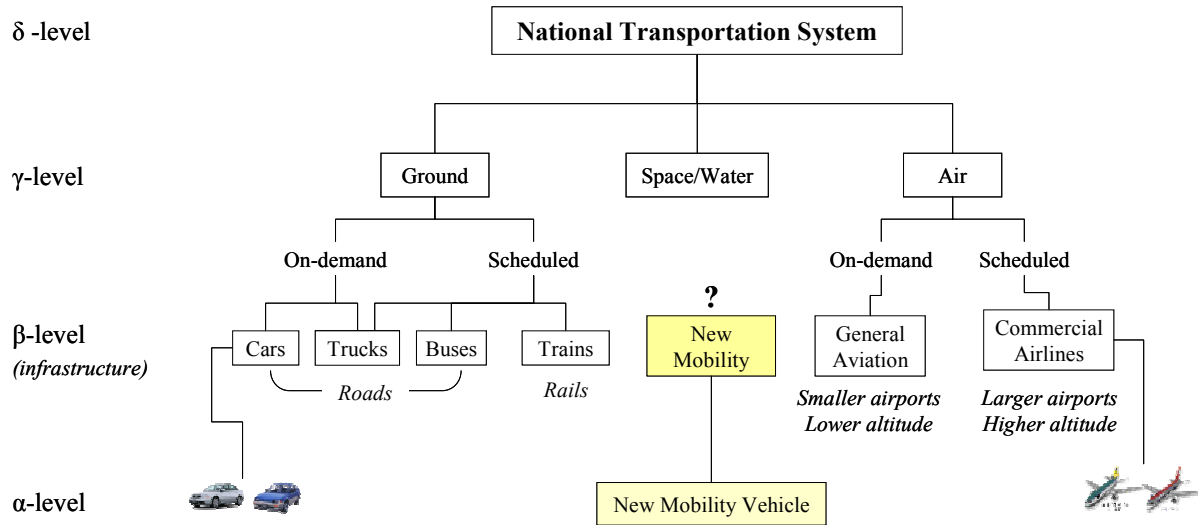 δ -level
National Transportation System
γ-level
Ground
Space/Water
Air
On-demand
Scheduled
On-demand
Scheduled
?
β-level
(infrastructure)
Cars
Trucks
Buses
Trains
New
Mobility
General
Aviation
Commercial
Airlines
Roads
Rails
Smaller airports
Lower altitude
Larger airports
Higher altitude
α-level
New Mobility Vehicle